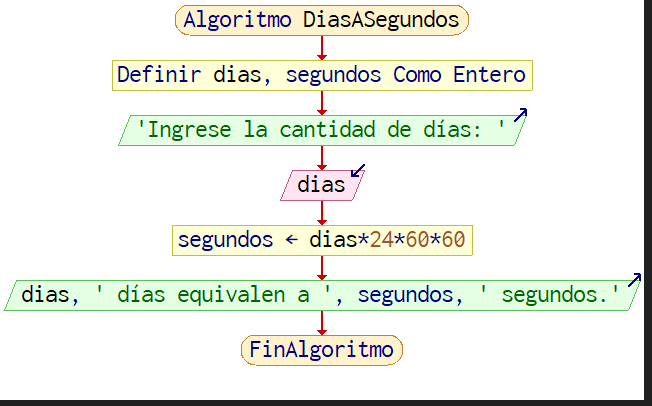 Algoritmo DiasASegundos
Definir dias, segundos Como Entero
'Ingrese la cantidad de días: '
dias
segundos ← dias*24*60*60
dias, ' días equivalen a ', segundos, ' segundos.'
FinAlgoritmo